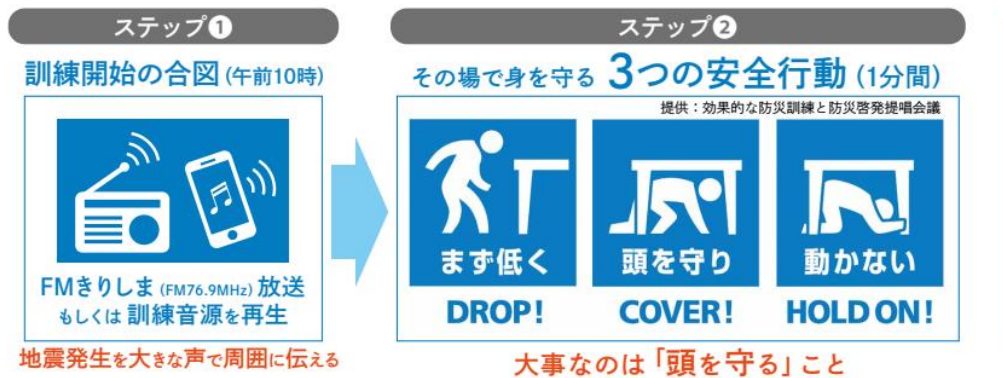 ステップ❶
訓練開始の合図(午前10時)
FMきりしま(FM76.9MHz)放送
もしくは訓練音源を再生
地震発生を大きな声で周囲に伝える
ステップ❷
その場で身を守る 3つの安全行動(1分間)
提供:効果的な防災訓練と防災啓発提唱会議
まず低く
DROP!
頭を守り
COVER!
動かない
HOLD ON!
大事なのは「頭を守る」こと